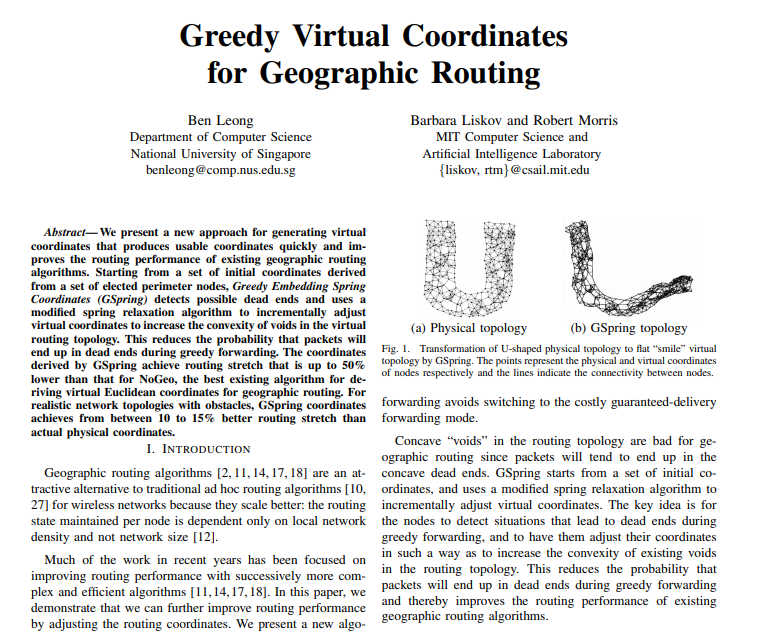 Greedy Virtual Coordinates
for Geographic Routing
Ben Leong
Department of Computer Science
National University of Singapore
benleong@comp.nus.edu.sg
Barbara Liskov and Robert Morris
MIT Computer Science and
Artificial Intelligence Laboratory
{liskov, rtm}@csail.mit.edu
Abstract—We present a new approach for generating virtual
coordinates that produces usable coordinates quickly and im-
proves the routing performance of existing geographic routing
algorithms. Starting from a set of initial coordinates derived
from a set of elected perimeter nodes, Greedy Embedding Spring
Coordinates (GSpring) detects possible dead ends and uses a
modified spring relaxation algorithm to incrementally adjust
virtual coordinates to increase the convexity of voids in the virtual
routing topology. This reduces the probability that packets will
end up in dead ends during greedy forwarding. The coordinates
derived by GSpring achieve routing stretch that is up to 50%
lower than that for NoGeo, the best existing algorithm for de-
riving virtual Euclidean coordinates for geographic routing. For
realistic network topologies with obstacles, GSpring coordinates
achieves from between 10 to 15% better routing stretch than
actual physical coordinates.
I. INTRODUCTION
Geographic routing algorithms [2, 11, 14, 17, 18] are an at-
tractive alternative to traditional ad hoc routing algorithms [10,
27] for wireless networks because they scale better: the routing
state maintained per node is dependent only on local network
density and not network size [12].
Much of the work in recent years has been focused on
improving routing performance with successively more com-
plex and efficient algorithms [11, 14, 17, 18]. In this paper, we
demonstrate that we can further improve routing performance
by adjusting the routing coordinates. We present a new algo-
(a) Physical topology
(b) GSpring topology
Fig. 1. Transformation of U-shaped physical topology to flat “smile” virtual
topology by GSpring. The points represent the physical and virtual coordinates
of nodes respectively and the lines indicate the connectivity between nodes.
forwarding avoids switching to the costly guaranteed-delivery
forwarding mode.
Concave “voids” in the routing topology are bad for ge-
ographic routing since packets will tend to end up in the
concave dead ends. GSpring starts from a set of initial co-
ordinates, and uses a modified spring relaxation algorithm to
incrementally adjust virtual coordinates. The key idea is for
the nodes to detect situations that lead to dead ends during
greedy forwarding, and to have them adjust their coordinates
in such a way as to increase the convexity of existing voids
in the routing topology. This reduces the probability that
packets will end up in dead ends during greedy forwarding
and thereby improves the routing performance of existing
geographic routing algorithms.